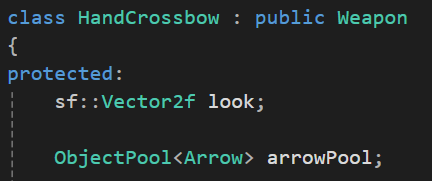 class HandCrossbow : public Weapon
{
protected:
sf::Vector2f look;
ObjectPool<Arrow> arrowPool;